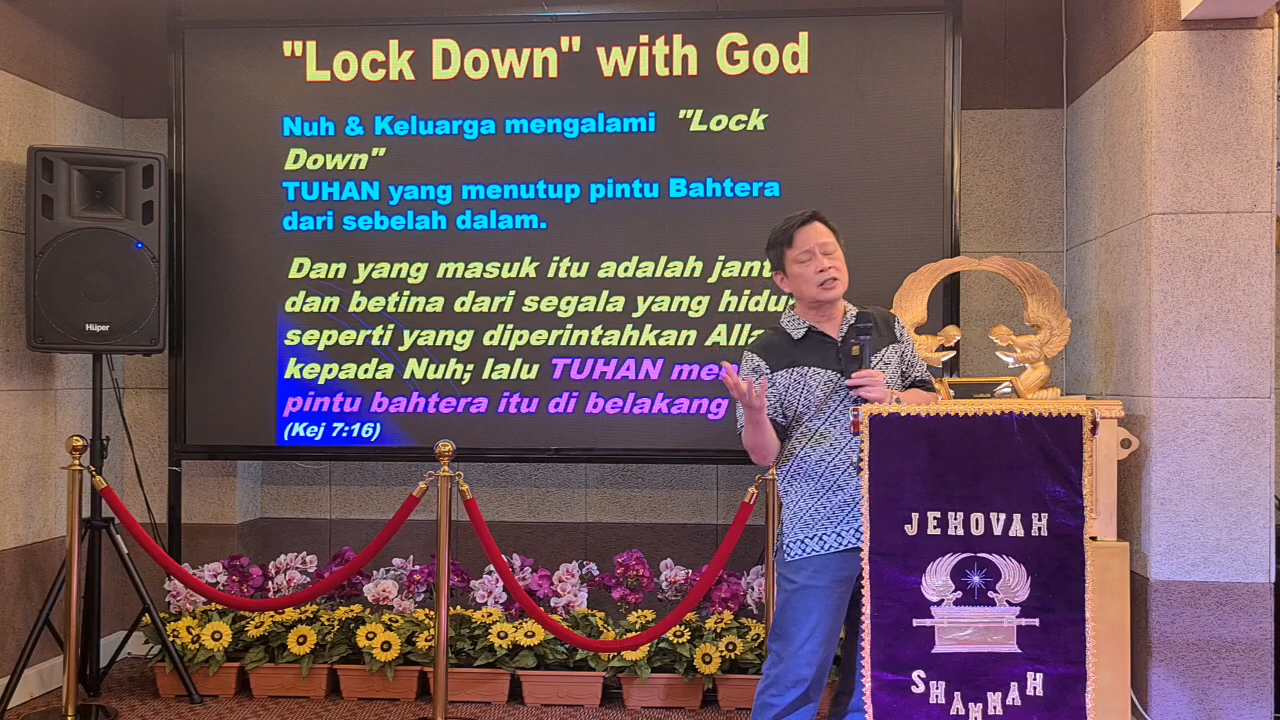 "Lock Down" with God
Nuh & Keluarga mengalami "Lock
Down"
TUHAN yang menutup pintu Bahtera
dari sebelah dalam.
Dan yang masuk itu adalah
dan betina dari segala yang
seperti yang diperintahkan
kepada Nuh; lalu TUHAN
pintu bahtera itu di belakang
(Kej 7:16)
Hüper
JEHOVAH
SHAMMAH